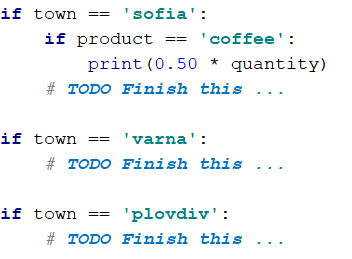 if town == 'sofia':
    if product == 'coffee':
        print(0.50 * quantity)
    # TODO Finish this ...
if town == 'varna':
    # TODO Finish this ...
if town == 'plovdiv':
    # TODO Finish this ...